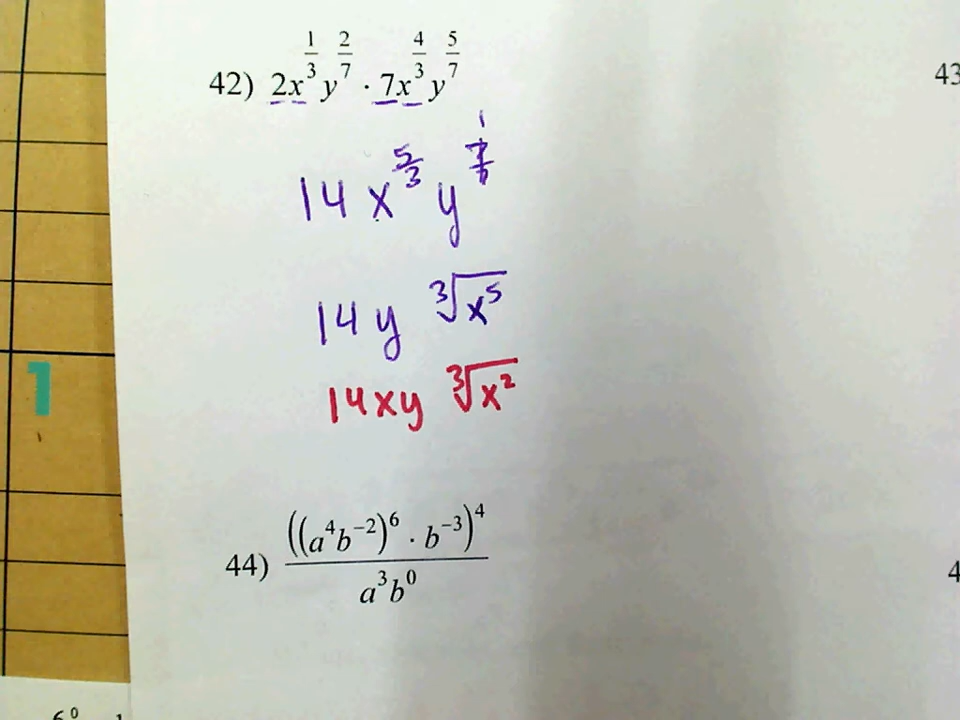 42) 2x^{1/3} y^{2/7} · 7x^{4/3} y^{5/7}
43
14 x^{5/3} y^{7/7} 1
14 y ∛(x^5)
1
14xy ∛(x^2)
44) ((a^4 b^{-2})^6 · b^{-3})^4 / (a^3 b^0)
4